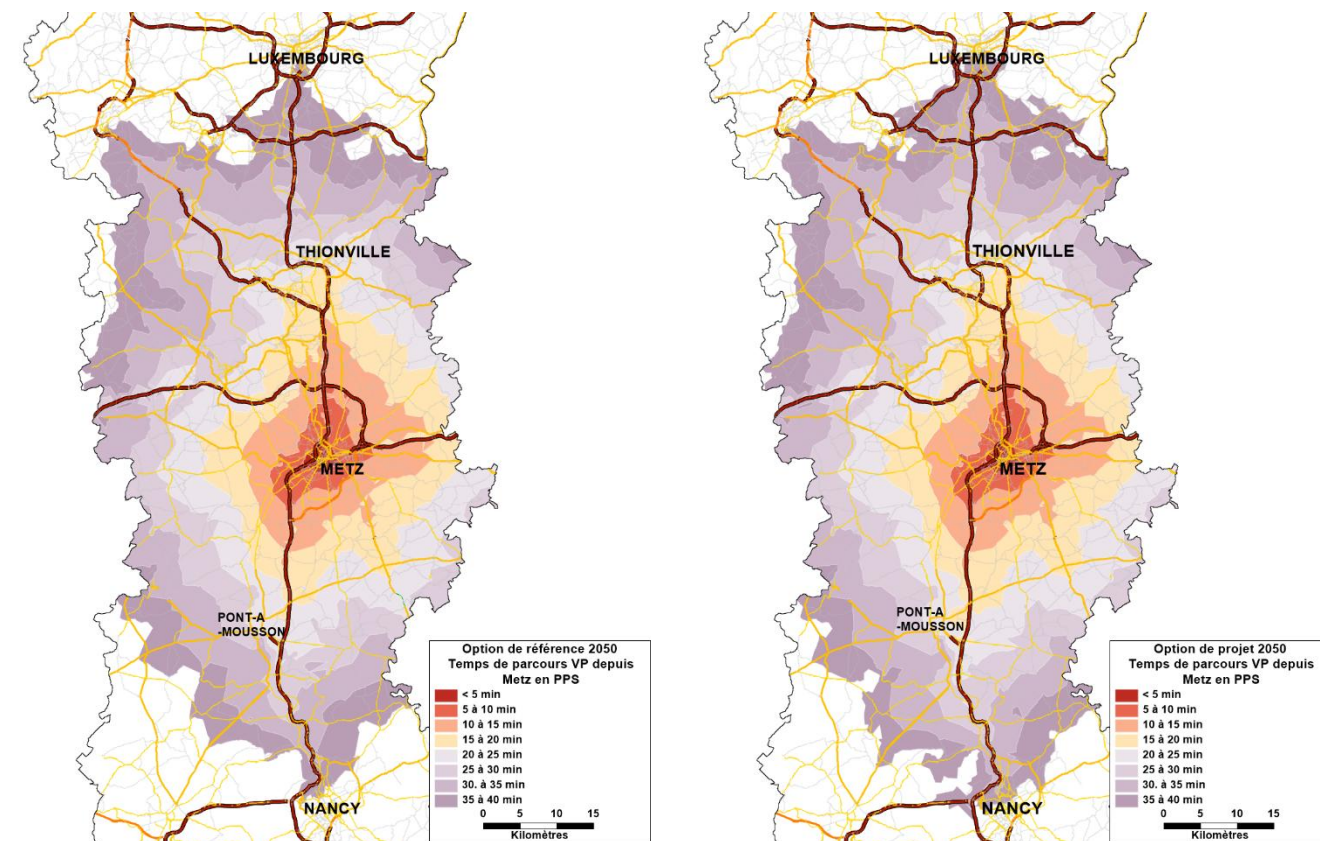 LUXEMBOURG
THIONVILLE
METZ
PONT-A
-MOUSSON
NANCY
Option de référence 2050
Temps de parcours VP depuis
Metz en PPS
< 5 min
5 à 10 min
10 à 15 min
15 à 20 min
20 à 25 min
25 à 30 min
30. à 35 min
35 à 40 min
0 5 10 15
Kilomètres
LUXEMBOURG
THIONVILLE
METZ
PONT-A
-MOUSSON
NANCY
Option de projet 2050
Temps de parcours VP depuis
Metz en PPS
< 5 min
5 à 10 min
10 à 15 min
15 à 20 min
20 à 25 min
25 à 30 min
30. à 35 min
35 à 40 min
0 5 10 15
Kilomètres